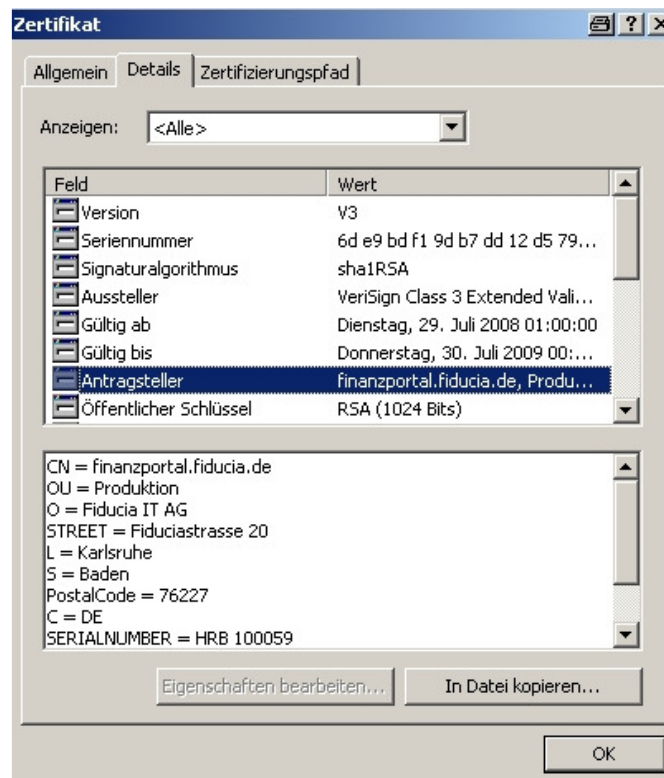 Zertifikat
Allgemein Details Zertifizierungspfad
Anzeigen: <Alle>
Feld Wert
Version V3
Seriennummer 6d e9 bd f1 9d b7 dd 12 d5 79...
Signaturalgorithmus sha1RSA
Aussteller VeriSign Class 3 Extended Vali...
Gültig ab Dienstag, 29. Juli 2008 01:00:00
Gültig bis Donnerstag, 30. Juli 2009 00:...
Antragsteller finanzportal.fiducia.de, Produ...
Öffentlicher Schlüssel RSA (1024 Bits)
CN = finanzportal.fiducia.de
OU = Produktion
O = Fiducia IT AG
STREET = Fiduciastrasse 20
L = Karlsruhe
S = Baden
PostalCode = 76227
C = DE
SERIALNUMBER = HRB 100059
Eigenschaften bearbeiten... In Datei kopieren...
OK